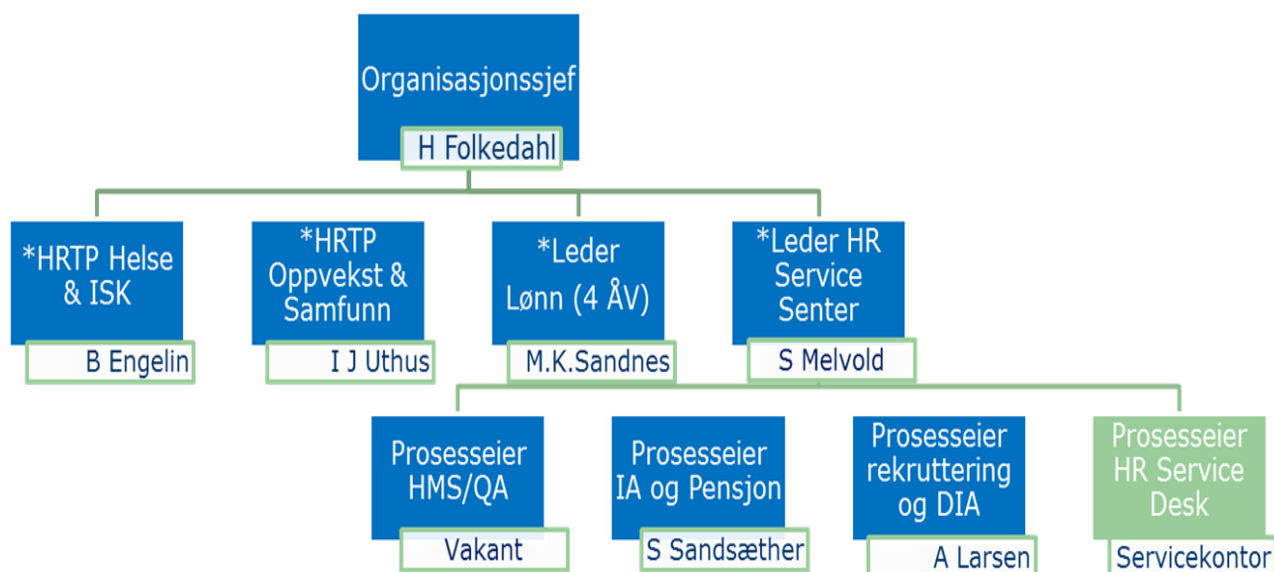 Organisasjonssjef
H Folkedahl
*HRTP Helse
& ISK
B Engelin
*HRTP
Oppvekst &
Samfunn
I J Uthus
*Leder
Lønn (4 ÅV)
M.K.Sandnes
*Leder HR
Service
Senter
S Melvold
Prosesseier
HMS/QA
Vakant
Prosesseier
IA og Pensjon
S Sandsæther
Prosesseier
rekruttering
og DIA
A Larsen
Prosesseier
HR Service
Desk
Servicekontor